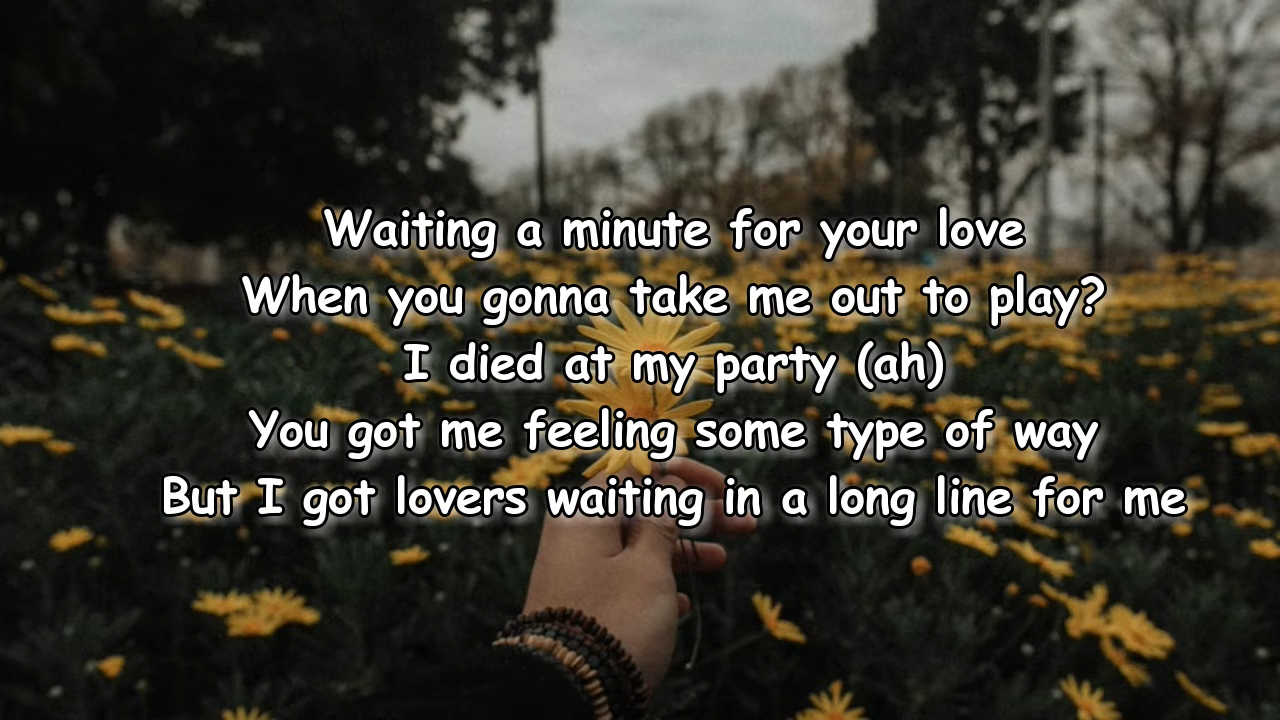 Waiting a minute for your love
When you gonna take me out to play?
I died at my party (ah)
You got me feeling some type of way
But I got lovers waiting in a long line for me